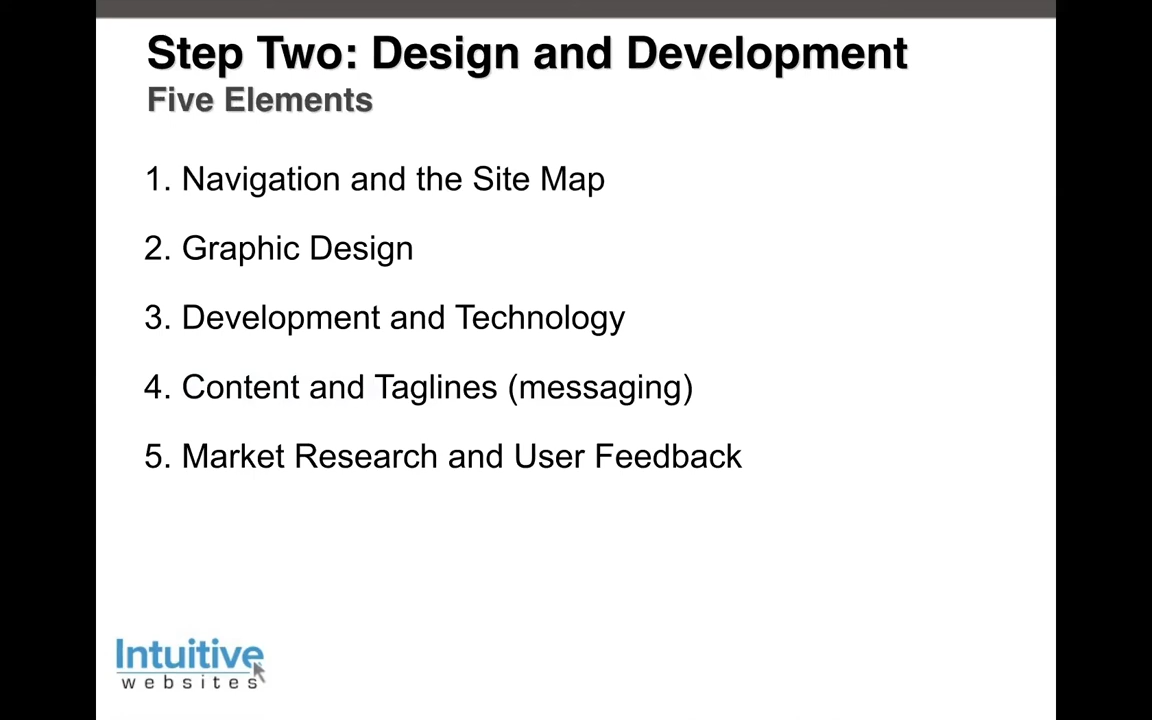 Step Two: Design and Development
Five Elements
1. Navigation and the Site Map
2. Graphic Design
3. Development and Technology
4. Content and Taglines (messaging)
5. Market Research and User Feedback
Intuitive
websites